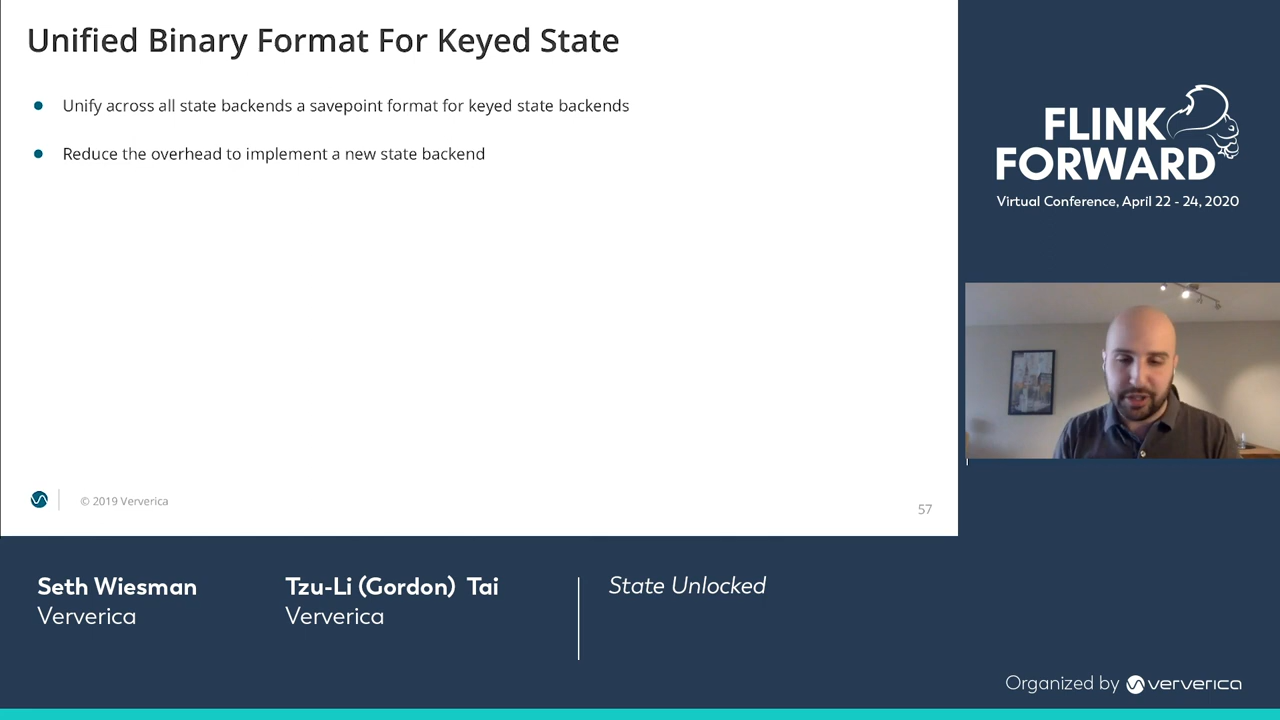 Unified Binary Format For Keyed State
Unify across all state backends a savepoint format for keyed state backends
Reduce the overhead to implement a new state backend
© 2019 Ververica
57
FLINK
FORWARD
Virtual Conference, April 22 - 24, 2020
Seth Wiesman
Ververica
Tzu-Li (Gordon) Tai
Ververica
State Unlocked
Organized by ververica